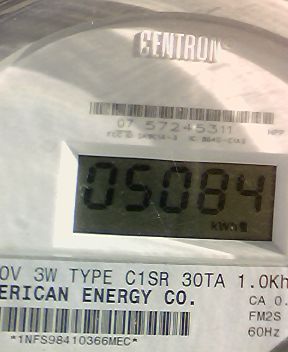 CENTRON
07 57245311
05084
kWh
0V 3W TYPE C1SR 30TA 1.0Kh
ERICAN ENERGY CO.
CA 0.
FM2S
60Hz
*1NFS98410366MEC*